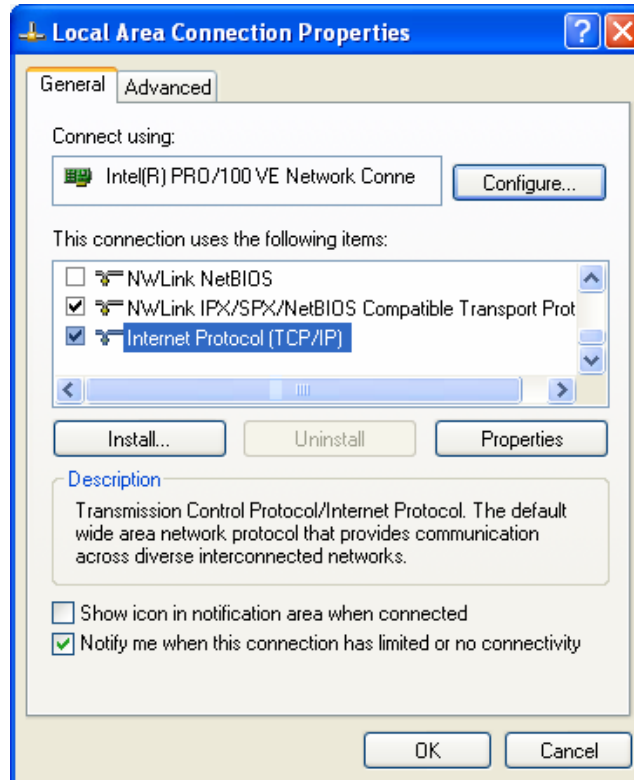 Local Area Connection Properties
General
Advanced
Connect using:
Intel(R) PRO/100 VE Network Conne
Configure...
This connection uses the following items:
NWLink NetBIOS
NWLink IPX/SPX/NetBIOS Compatible Transport Prot
Internet Protocol (TCP/IP)
Install...
Uninstall
Properties
Description
Transmission Control Protocol/Internet Protocol. The default
wide area network protocol that provides communication
across diverse interconnected networks.
Show icon in notification area when connected
Notify me when this connection has limited or no connectivity
OK
Cancel